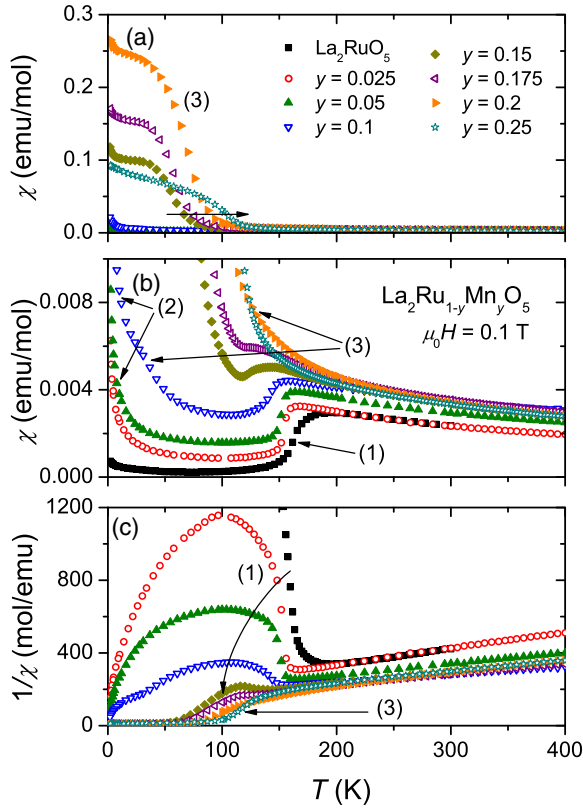 (a)
La₂RuO₅
y = 0.025
y = 0.05
y = 0.1
y = 0.15
y = 0.175
y = 0.2
y = 0.25
(3)
χ (emu/mol)
0.3
0.2
0.1
0.0
(b)
La₂Ru₁₋yMnyO₅
μ₀H = 0.1 T
(2)
(3)
(1)
χ (emu/mol)
0.008
0.004
0.000
(c)
(1)
(3)
1/χ (mol/emu)
1200
800
400
0
0 100 200 300 400
T (K)